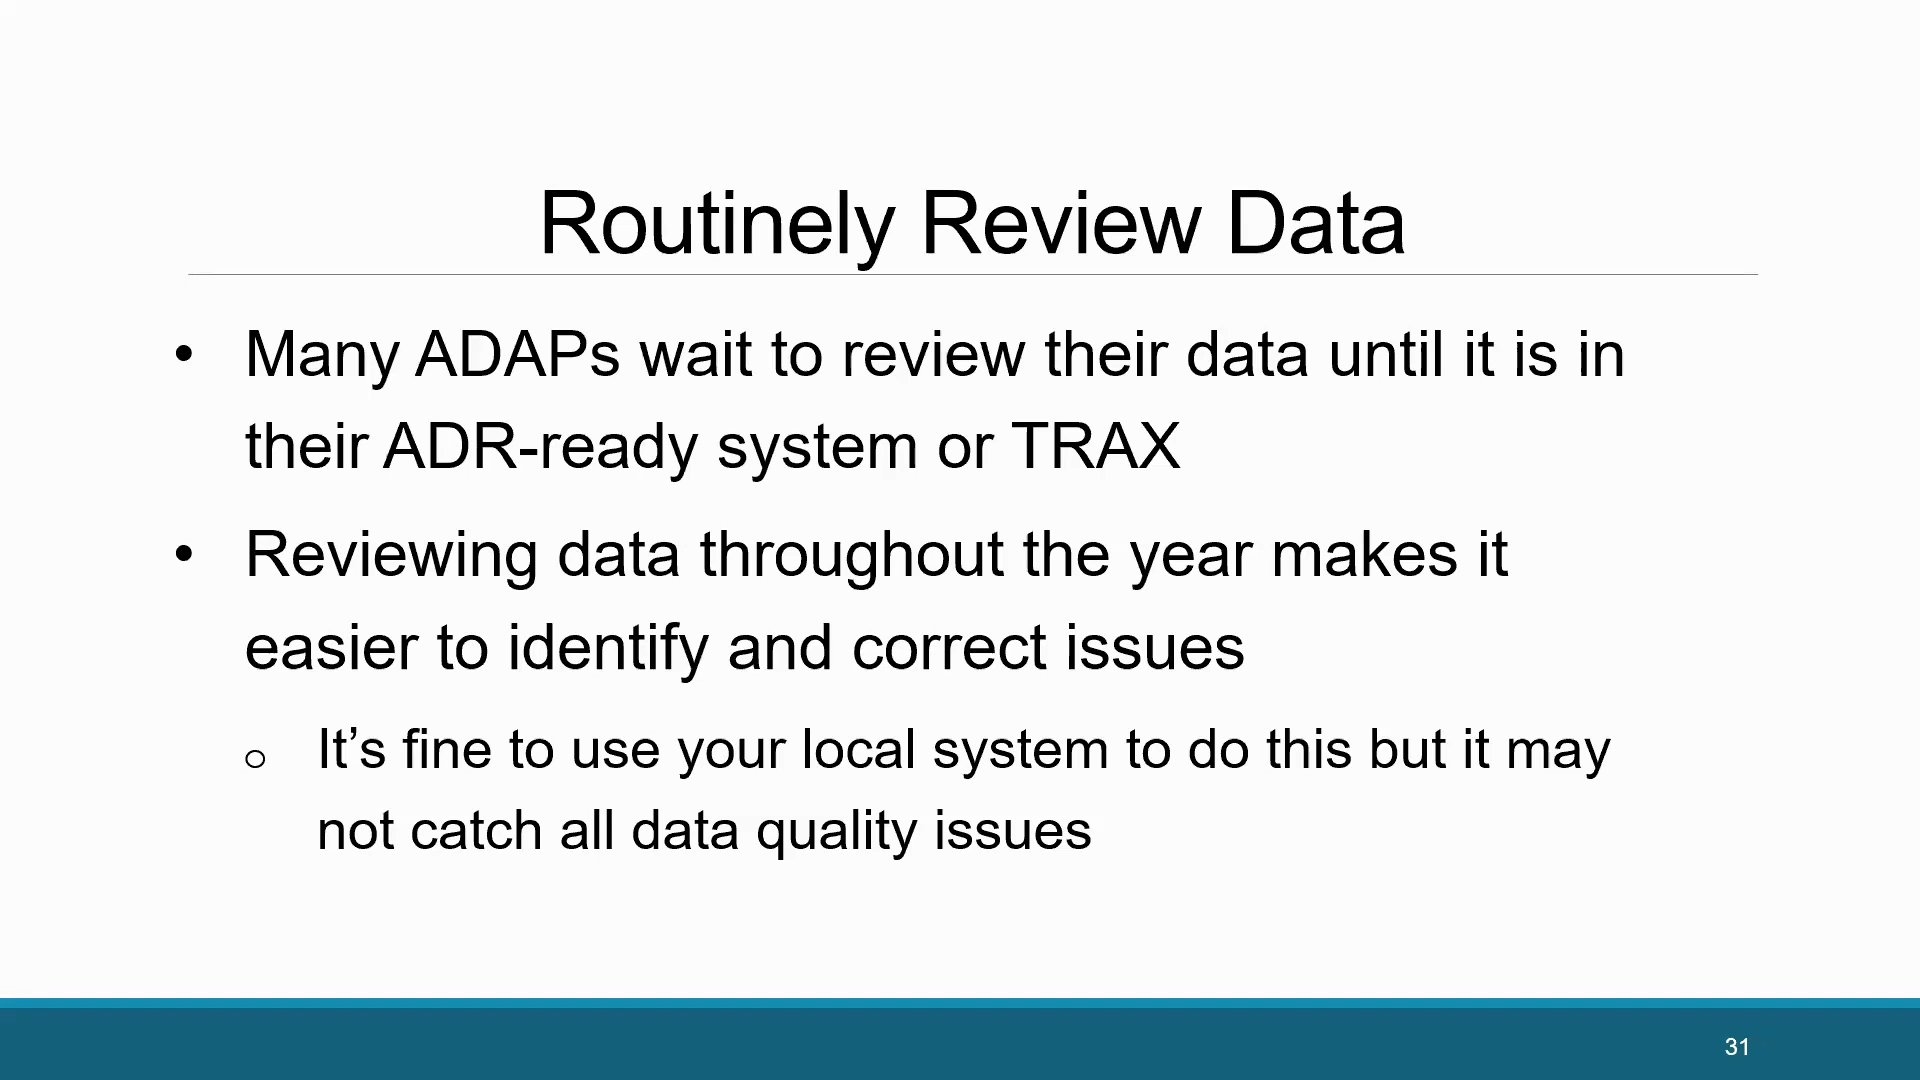 Routinely Review Data
• Many ADAPs wait to review their data until it is in
their ADR-ready system or TRAX
• Reviewing data throughout the year makes it
easier to identify and correct issues
o It’s fine to use your local system to do this but it may
not catch all data quality issues
31